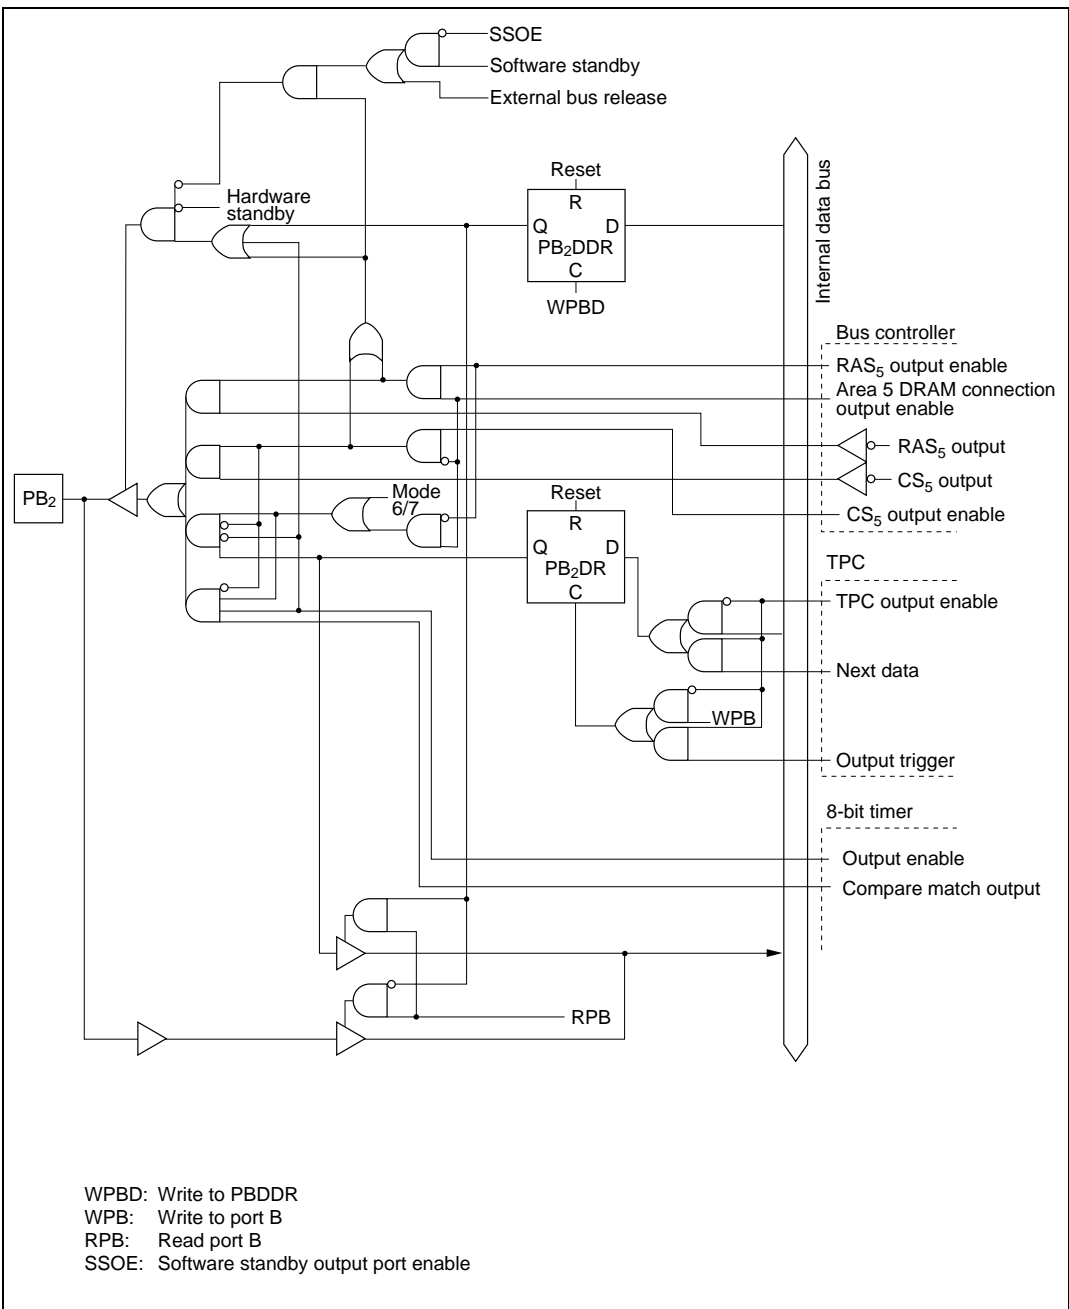 SSOE
Software standby
External bus release
Reset
Hardware
standby
R
Q D
PB2DDR
C
WPBD
Internal data bus
Bus controller
RAS5 output enable
Area 5 DRAM connection
output enable
RAS5 output
CS5 output
CS5 output enable
PB2
Mode
6/7
Reset
R
Q D
PB2DR
C
TPC
TPC output enable
Next data
WPB
Output trigger
8-bit timer
Output enable
Compare match output
RPB
WPBD: Write to PBDDR
WPB: Write to port B
RPB: Read port B
SSOE: Software standby output port enable